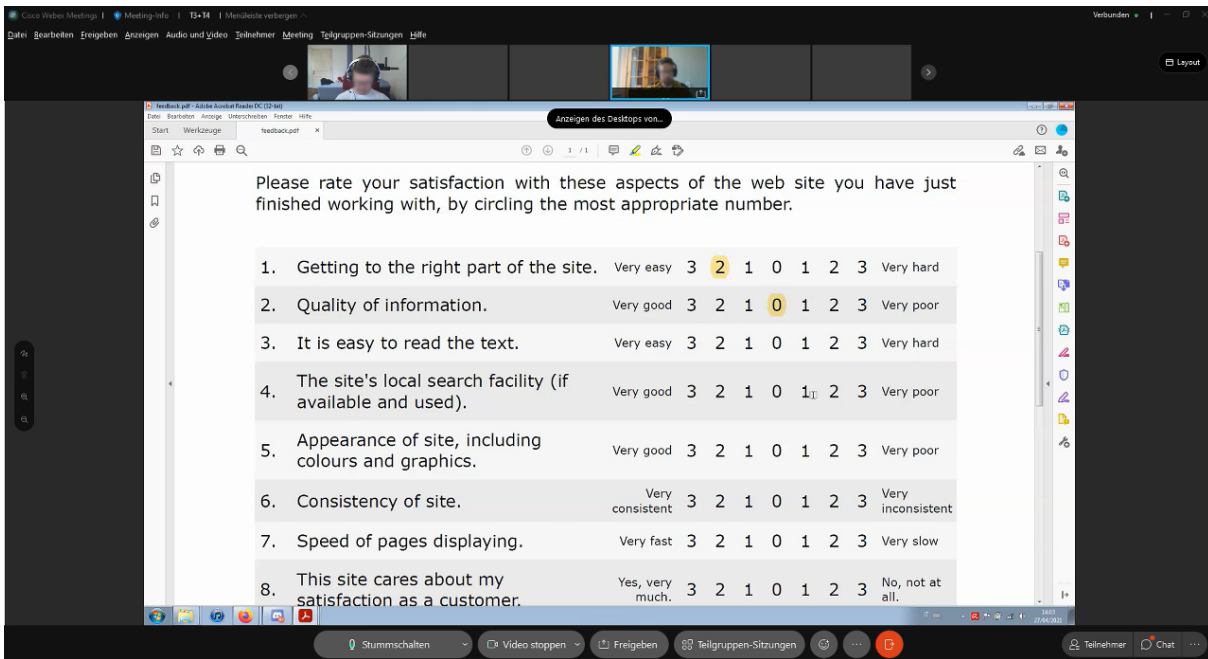 Cisco Webex Meetings | Meeting-Info | T3+T4 | Menüleiste verbergen
Verbunden
Datei Bearbeiten Freigeben Anzeigen Audio und Video Teilnehmer Meeting Teilgruppen-Sitzungen Hilfe
Layout
feedback.pdf - Adobe Acrobat Reader DC (32-bit)
Datei Bearbeiten Anzeige Unterschreiben Fenster Hilfe
Anzeigen des Desktops von...
Start Werkzeuge feedback.pdf
1 / 1
Please rate your satisfaction with these aspects of the web site you have just
finished working with, by circling the most appropriate number.
1. Getting to the right part of the site. Very easy 3 2 1 0 1 2 3 Very hard
2. Quality of information. Very good 3 2 1 0 1 2 3 Very poor
3. It is easy to read the text. Very easy 3 2 1 0 1 2 3 Very hard
4. The site's local search facility (if
available and used). Very good 3 2 1 0 1 2 3 Very poor
5. Appearance of site, including
colours and graphics. Very good 3 2 1 0 1 2 3 Very poor
6. Consistency of site. Very
consistent 3 2 1 0 1 2 3 Very
inconsistent
7. Speed of pages displaying. Very fast 3 2 1 0 1 2 3 Very slow
8. This site cares about my
satisfaction as a customer. Yes, very
much. 3 2 1 0 1 2 3 No, not at
all.
Stummschalten Video stoppen Freigeben Teilgruppen-Sitzungen Teilnehmer Chat